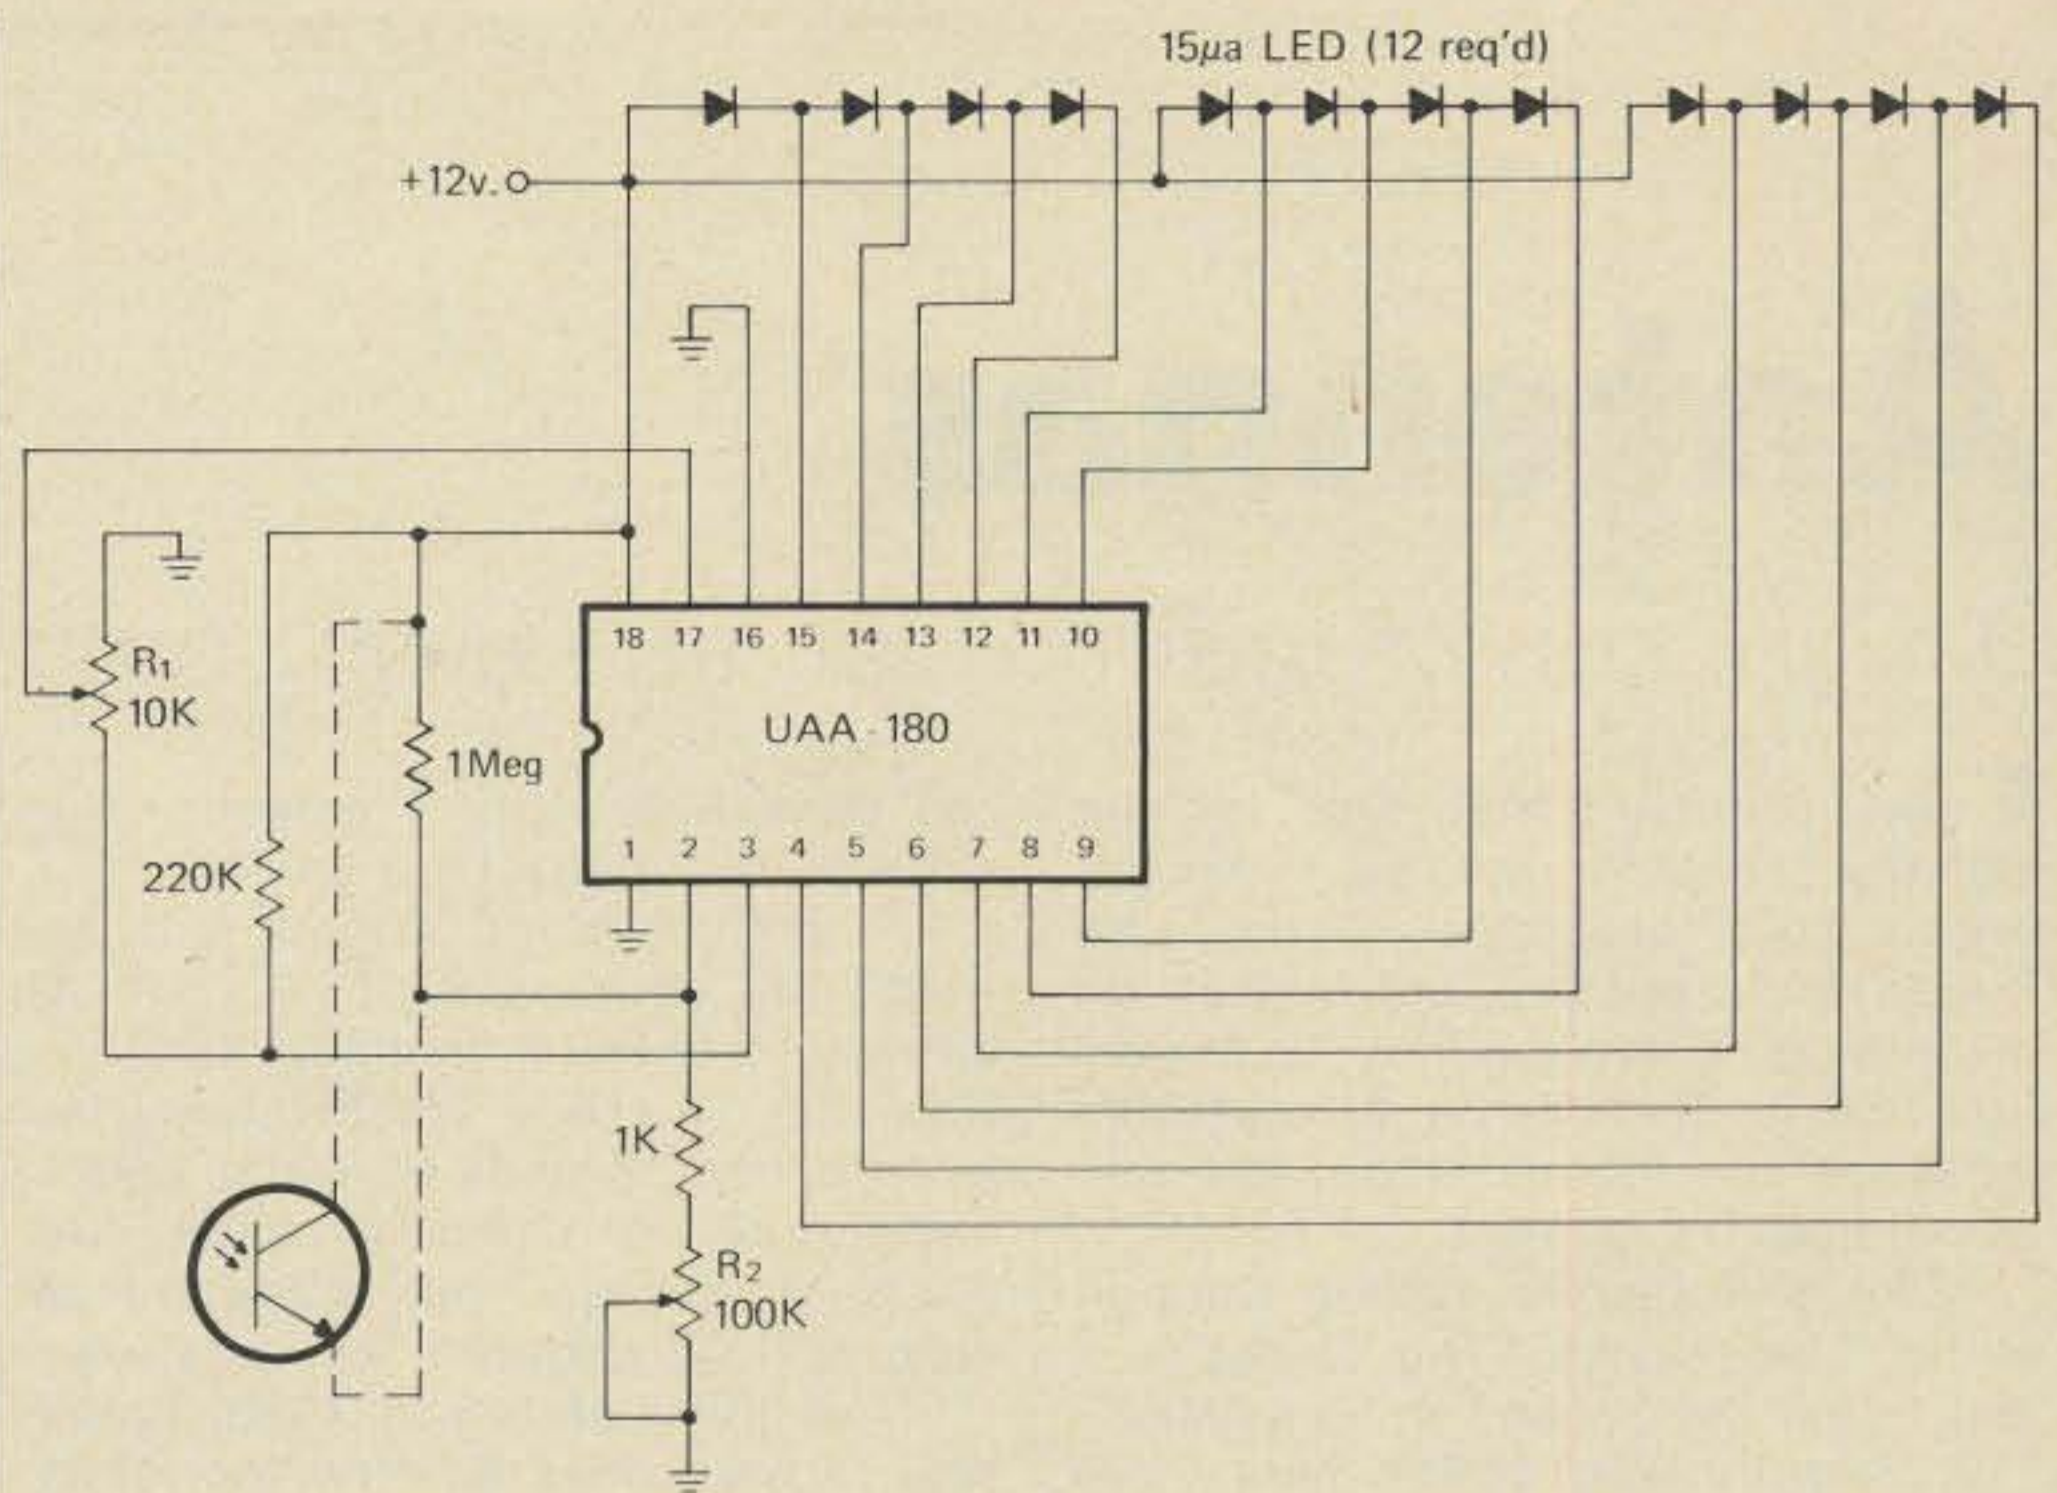 15µa LED (12 req'd)
+12v.
R1
10K
1Meg
220K
18 17 16 15 14 13 12 11 10
UAA - 180
1 2 3 4 5 6 7 8 9
1K
R2
100K